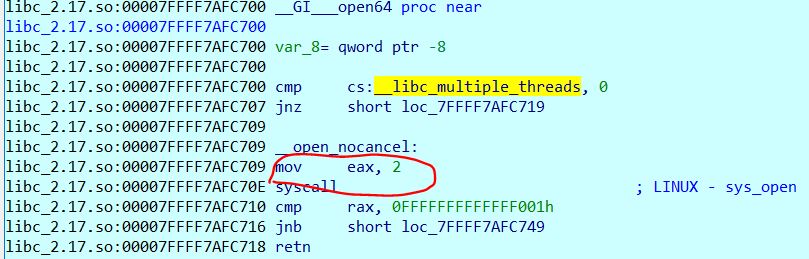 libc_2.17.so:00007FFFF7AFC700 __GI___open64 proc near
libc_2.17.so:00007FFFF7AFC700
libc_2.17.so:00007FFFF7AFC700 var_8= qword ptr -8
libc_2.17.so:00007FFFF7AFC700
libc_2.17.so:00007FFFF7AFC700 cmp cs:__libc_multiple_threads, 0
libc_2.17.so:00007FFFF7AFC707 jnz short loc_7FFFF7AFC719
libc_2.17.so:00007FFFF7AFC709
libc_2.17.so:00007FFFF7AFC709 __open_nocancel:
libc_2.17.so:00007FFFF7AFC709 mov eax, 2
libc_2.17.so:00007FFFF7AFC70E syscall ; LINUX - sys_open
libc_2.17.so:00007FFFF7AFC710 cmp rax, 0FFFFFFFFFFFFF001h
libc_2.17.so:00007FFFF7AFC716 jnb short loc_7FFFF7AFC749
libc_2.17.so:00007FFFF7AFC718 retn